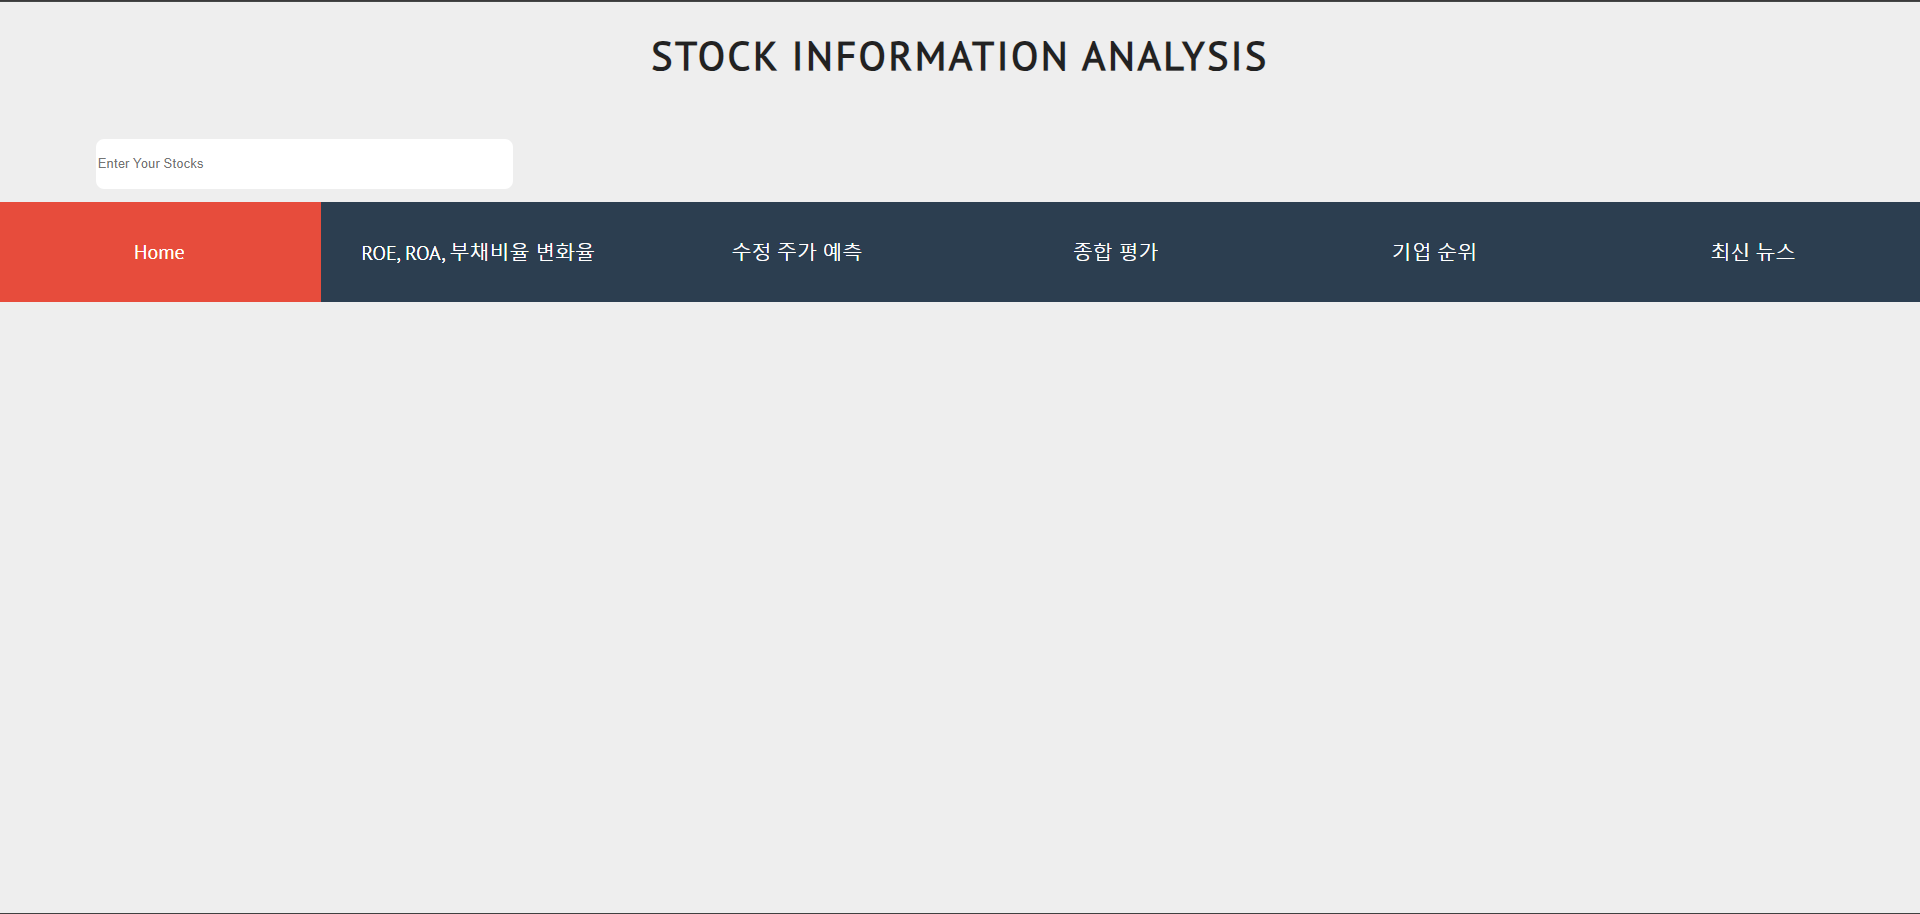 STOCK INFORMATION ANALYSIS
Enter Your Stocks
Home
ROE, ROA, 부채비율 변화율
수정 주가 예측
종합 평가
기업 순위
최신 뉴스